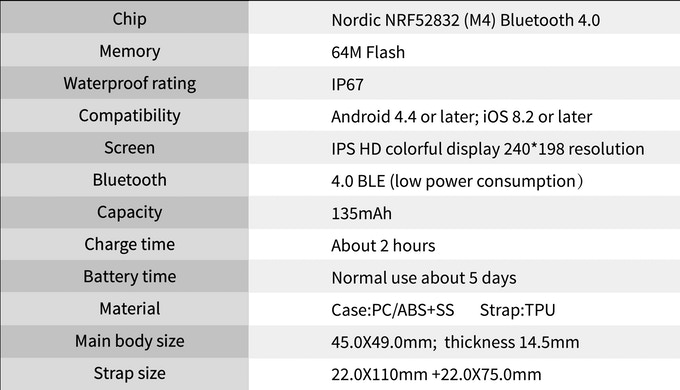 Chip Nordic NRF52832 (M4) Bluetooth 4.0
Memory 64M Flash
Waterproof rating IP67
Compatibility Android 4.4 or later; iOS 8.2 or later
Screen IPS HD colorful display 240*198 resolution
Bluetooth 4.0 BLE (low power consumption）
Capacity 135mAh
Charge time About 2 hours
Battery time Normal use about 5 days
Material Case:PC/ABS+SS Strap:TPU
Main body size 45.0X49.0mm; thickness 14.5mm
Strap size 22.0X110mm +22.0X75.0mm